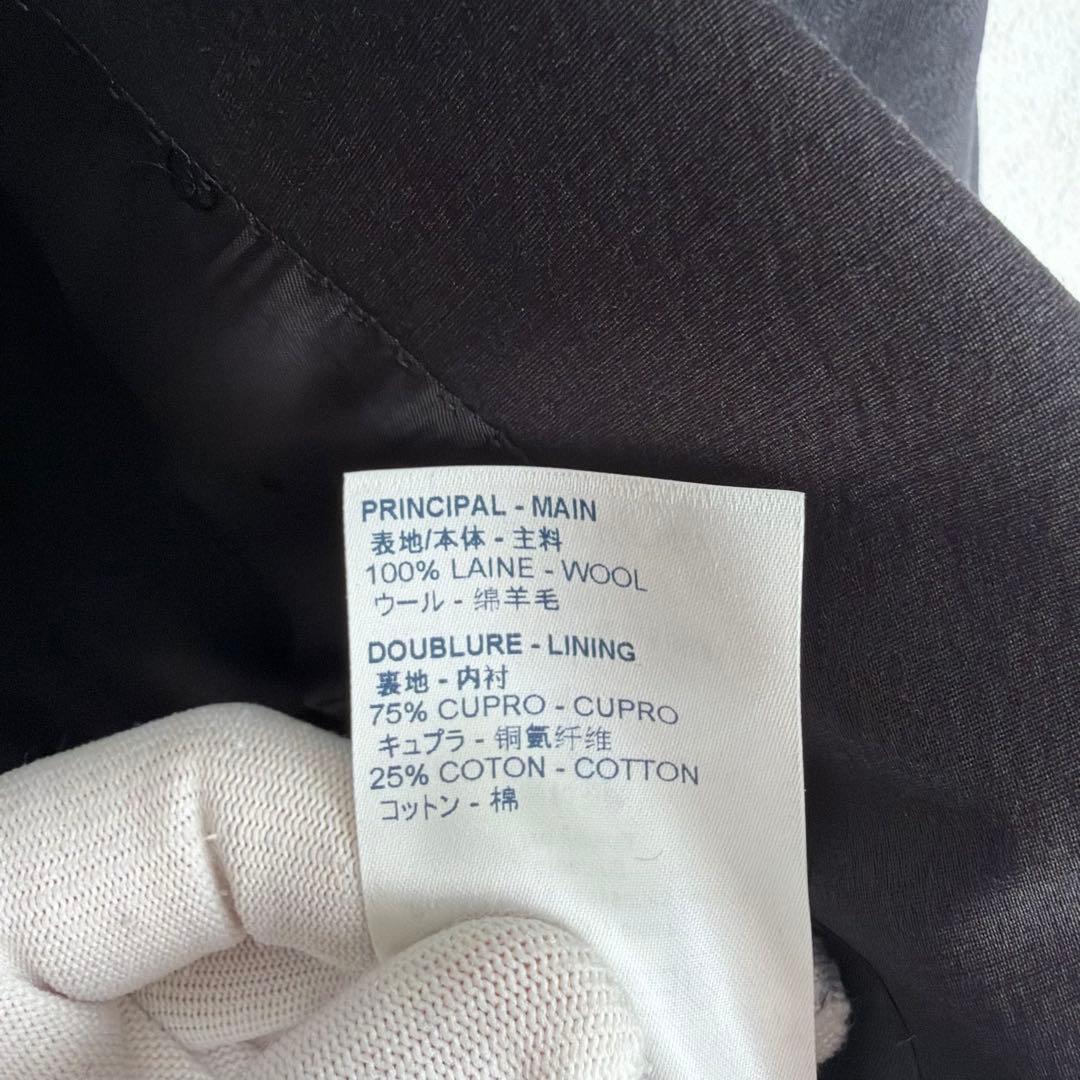 PRINCIPAL - MAIN
表地/本体 - 主料
100% LAINE - WOOL
ウール - 绵羊毛
DOUBLURE - LINING
裏地 - 内衬
75% CUPRO - CUPRO
キュプラ - 铜氨纤维
25% COTON - COTTON
コットン - 棉